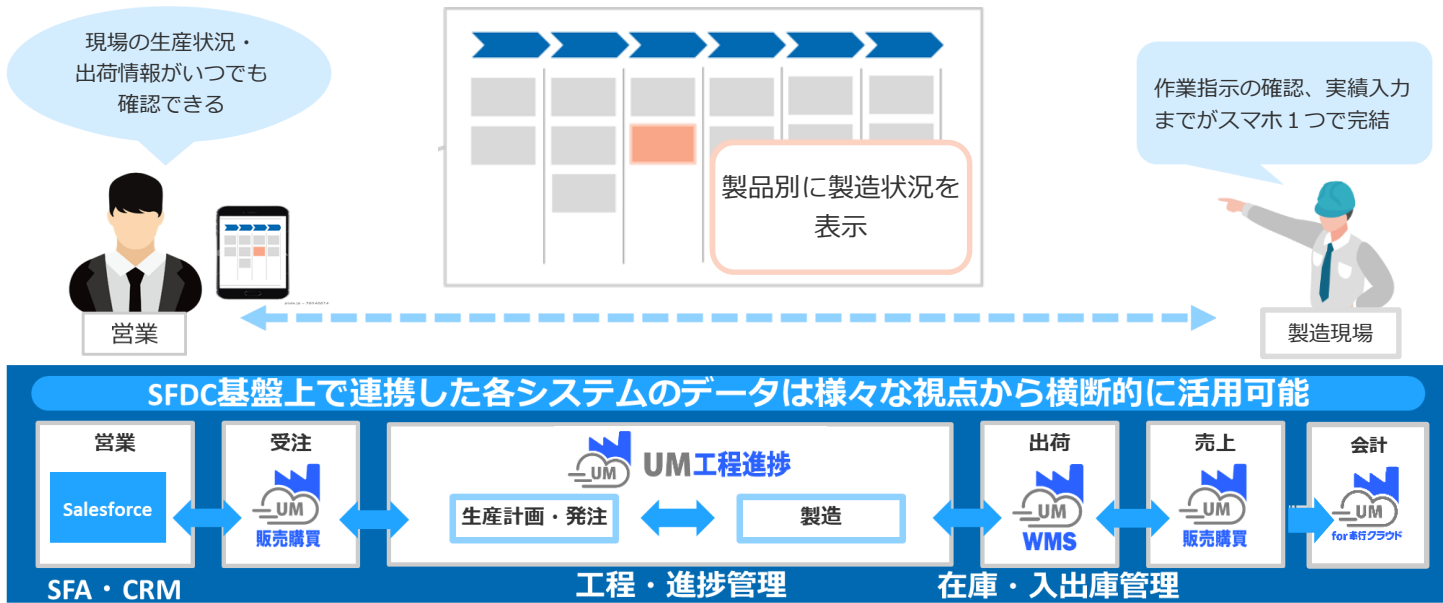 現場の生産状況・
出荷情報がいつでも
確認できる
作業指示の確認、実績入力
までがスマホ１つで完結
製品別に製造状況を
表示
営業
製造現場
SFDC基盤上で連携した各システムのデータは様々な視点から横断的に活用可能
営業
Salesforce
受注
UM
販売購買
UM
UM工程進捗
生産計画・発注
製造
出荷
UM
WMS
売上
UM
販売購買
会計
UM
for奉行クラウド
SFA・CRM
工程・進捗管理
在庫・入出庫管理